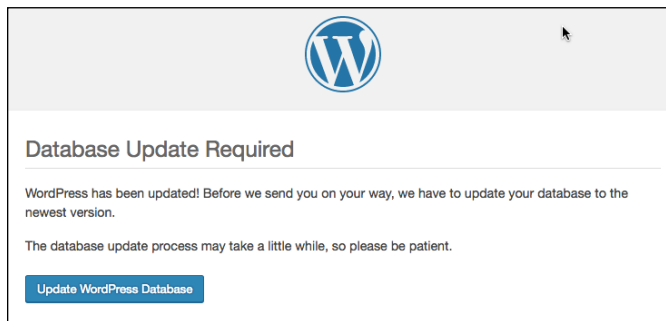 Database Update Required
WordPress has been updated! Before we send you on your way, we have to update your database to the
newest version.
The database update process may take a little while, so please be patient.
Update WordPress Database